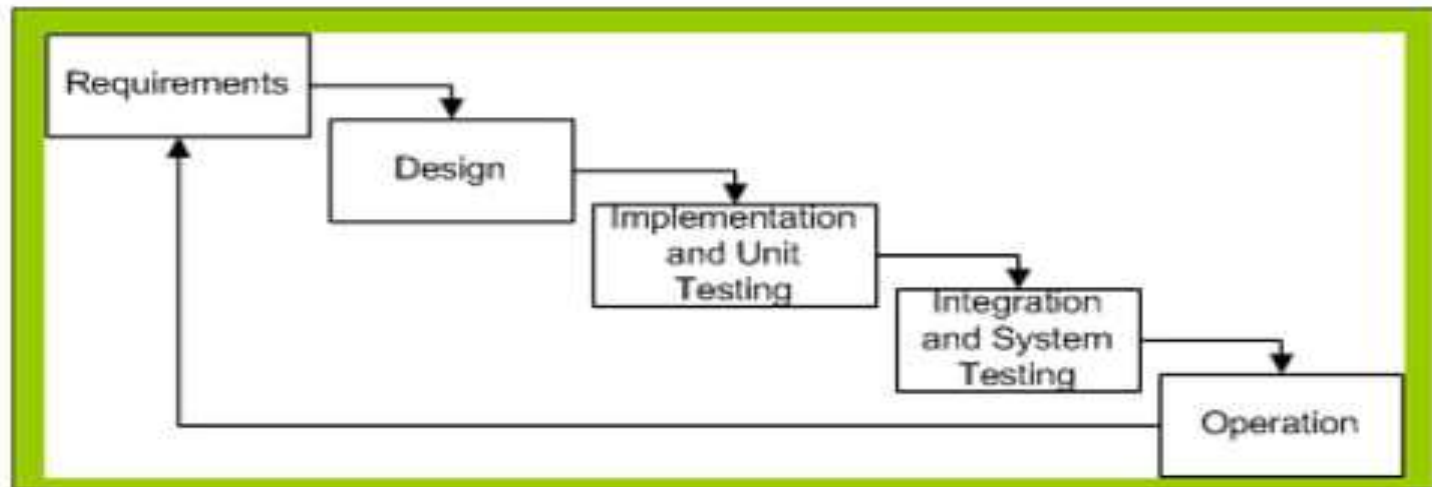 Requirements
Design
Implementation
and Unit
Testing
Integration
and System
Testing
Operation